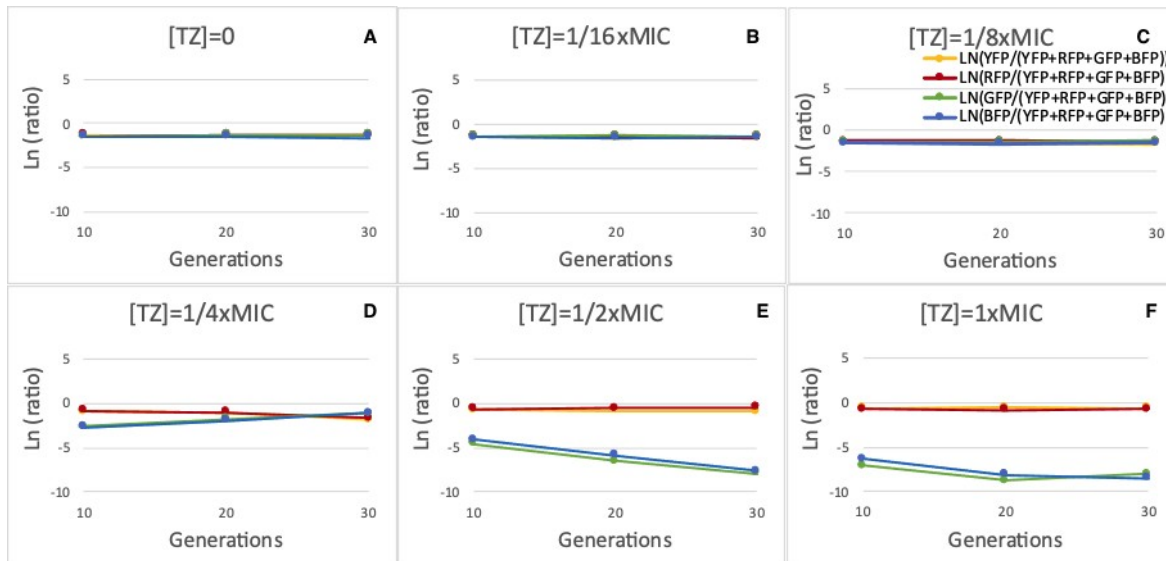 [TZ]=0
A
Ln (ratio)
5
0
-5
-10
10
20
30
Generations
[TZ]=1/16xMIC
B
Ln (ratio)
5
0
-5
-10
10
20
30
Generations
[TZ]=1/8xMIC
C
LN(YFP/(YFP+RFP+GFP+BFP))
LN(RFP/(YFP+RFP+GFP+BFP)
LN(GFP/(YFP+RFP+GFP+BFP)
LN(BFP/(YFP+RFP+GFP+BFP)
Ln (ratio)
5
0
-5
-10
10
20
30
Generations
[TZ]=1/4xMIC
D
Ln (ratio)
5
0
-5
-10
10
20
30
Generations
[TZ]=1/2xMIC
E
Ln (ratio)
5
0
-5
-10
10
20
30
Generations
[TZ]=1xMIC
F
Ln (ratio)
5
0
-5
-10
10
20
30
Generations